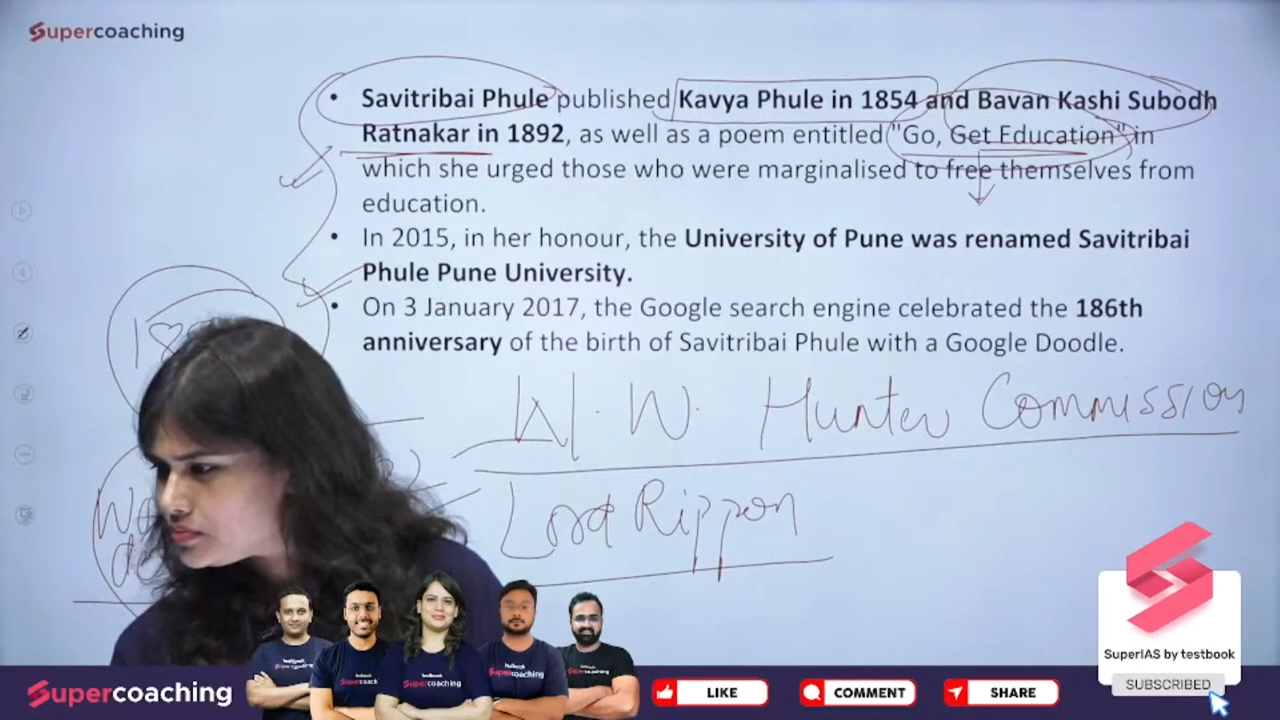 Supercoaching
• Savitribai Phule published Kavya Phule in 1854 and Bavan Kashi Subodh
Ratnakar in 1892, as well as a poem entitled "Go, Get Education" in
which she urged those who were marginalised to free themselves from
education.
• In 2015, in her honour, the University of Pune was renamed Savitribai
Phule Pune University.
• On 3 January 2017, the Google search engine celebrated the 186th
anniversary of the birth of Savitribai Phule with a Google Doodle.
W. W. Hunter Commission
Lord Rippon
SuperIAS by testbook
SUBSCRIBED
Supercoaching
LIKE
COMMENT
SHARE